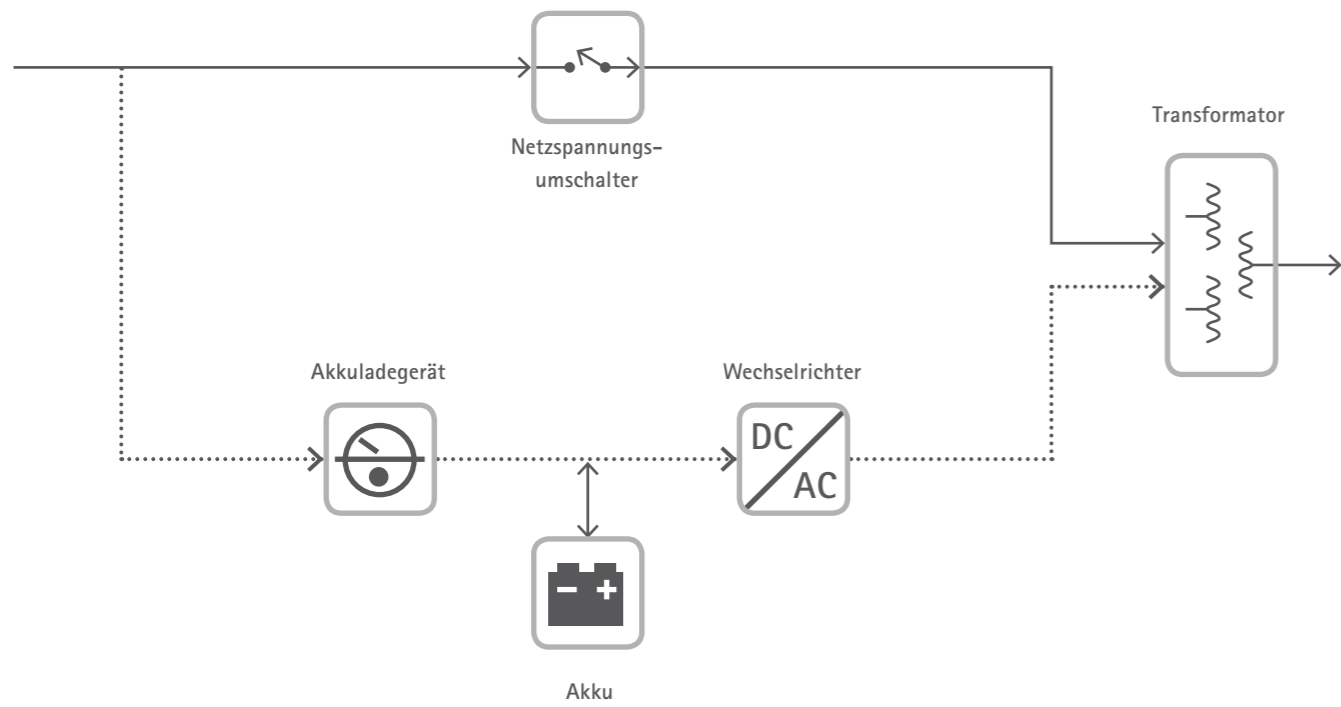 Netzspannungs-
umschalter
Transformator
Akkuladegerät
Wechselrichter
DC
AC
Akku